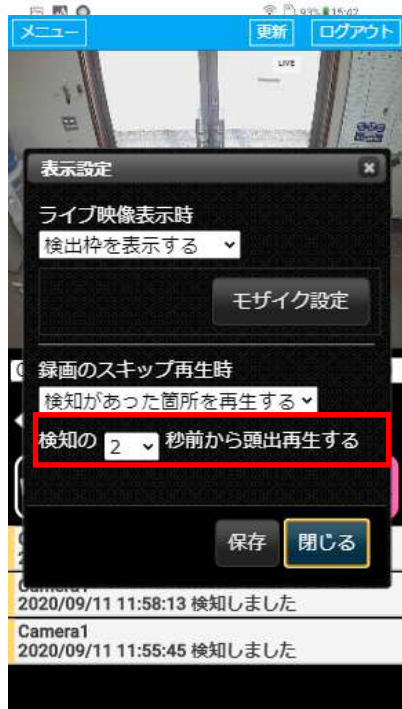 93% 15:42
メニュー 更新 ログアウト
LIVE
表示設定
ライブ映像表示時
検出枠を表示する
モザイク設定
録画のスキップ再生時
検知があった箇所を再生する
検知の 2 秒前から頭出再生する
保存 閉じる
Camera1
2020/09/11 11:58:13 検知しました
Camera1
2020/09/11 11:55:45 検知しました